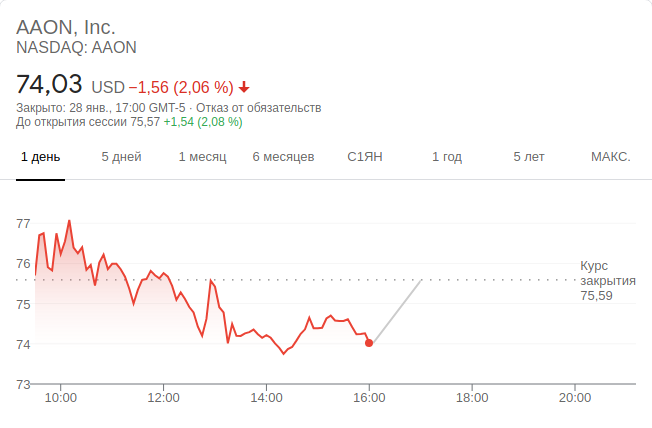 AAON, Inc.
NASDAQ: AAON
74,03 USD −1,56 (2,06 %)
Закрыто: 28 янв., 17:00 GMT-5 · Отказ от обязательств
До открытия сессии 75,57 +1,54 (2,08 %)
1 день 5 дней 1 месяц 6 месяцев С1ЯН 1 год 5 лет МАКС.
77
76
75
74
73
Курс
закрытия
75,59
10:00 12:00 14:00 16:00 18:00 20:00